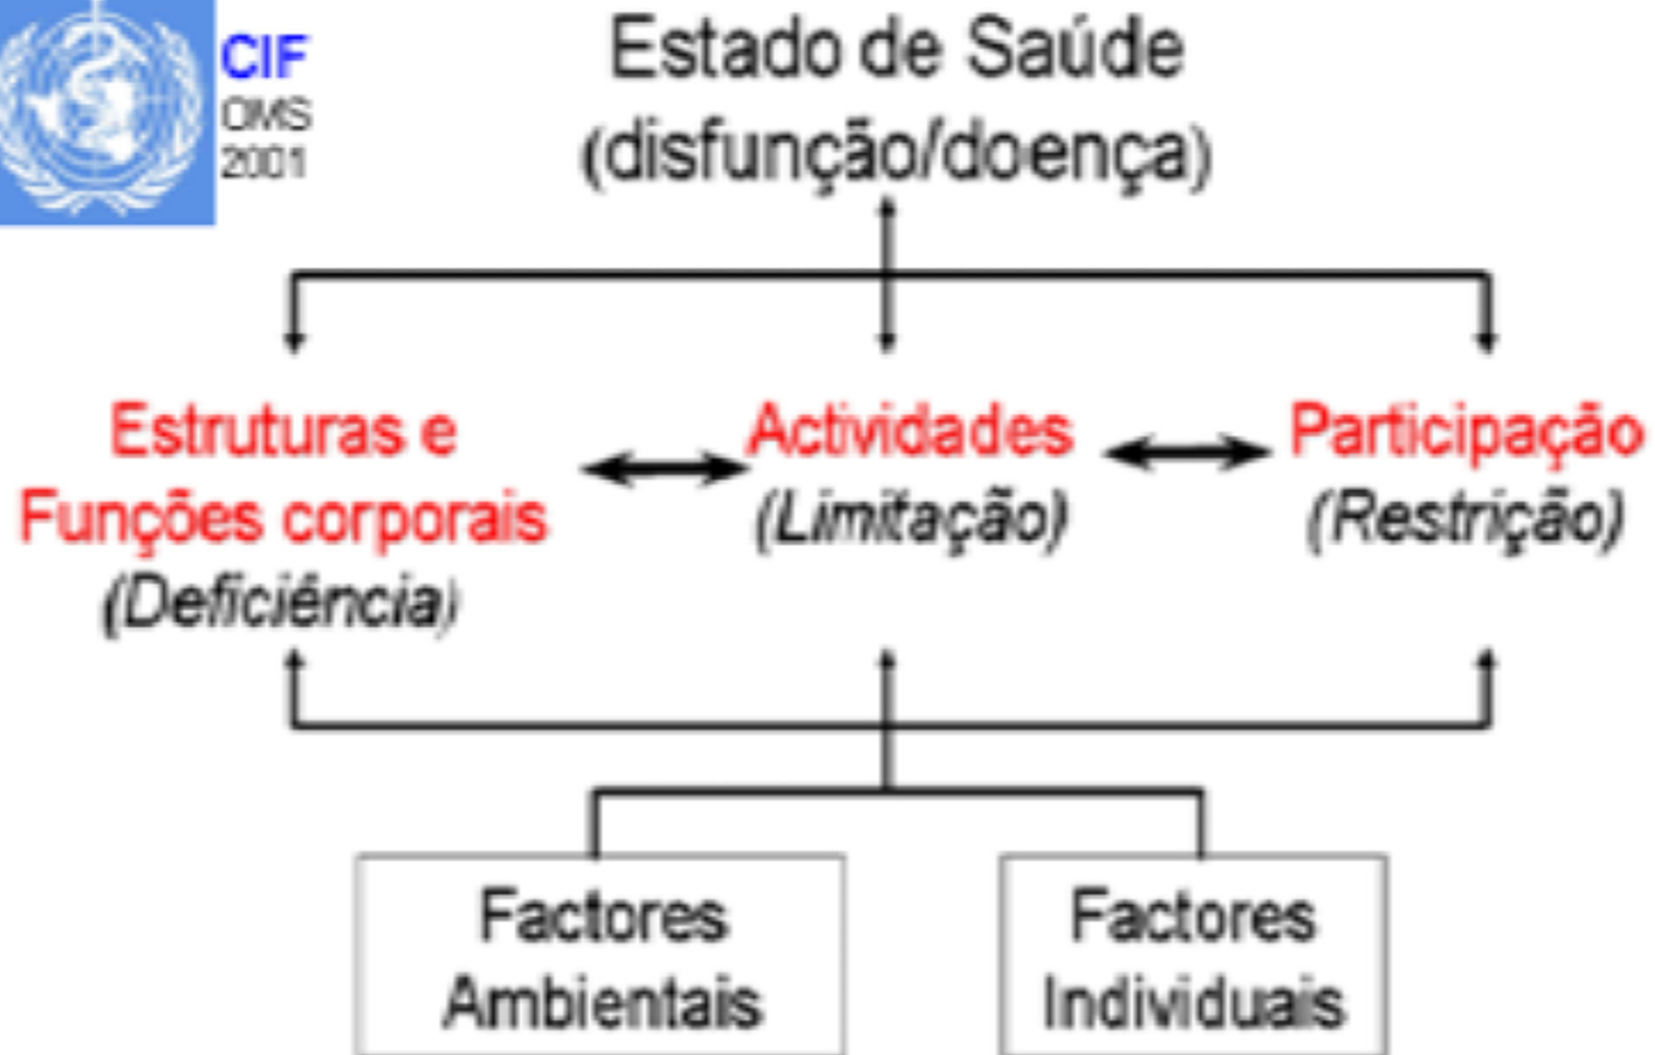 CIF
OMS
2001
Estado de Saúde
(disfunção/doença)
Estruturas e
Funções corporais
(Deficiência)
Actividades
(Limitação)
Participação
(Restrição)
Factores
Ambientais
Factores
Individuais